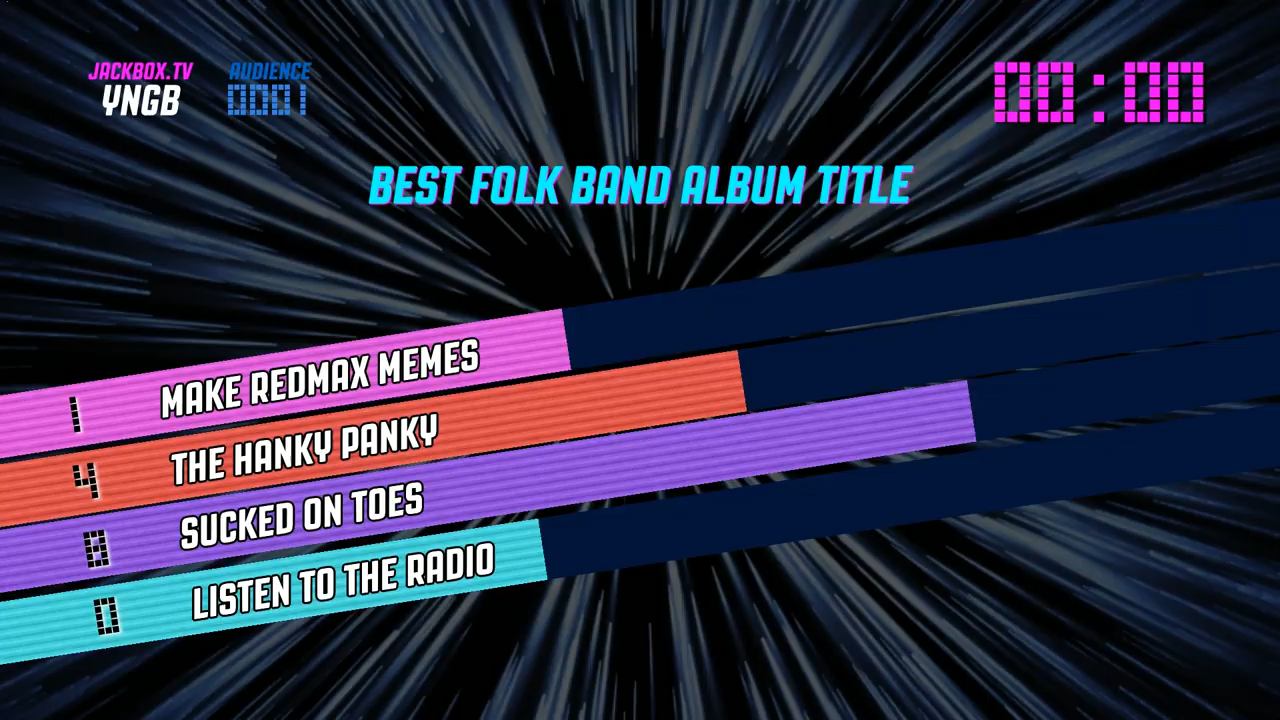 JACKBOX.TV
YNGB
AUDIENCE
0001
00:00
BEST FOLK BAND ALBUM TITLE
1 MAKE REDMAX MEMES
4 THE HANKY PANKY
8 SUCKED ON TOES
0 LISTEN TO THE RADIO